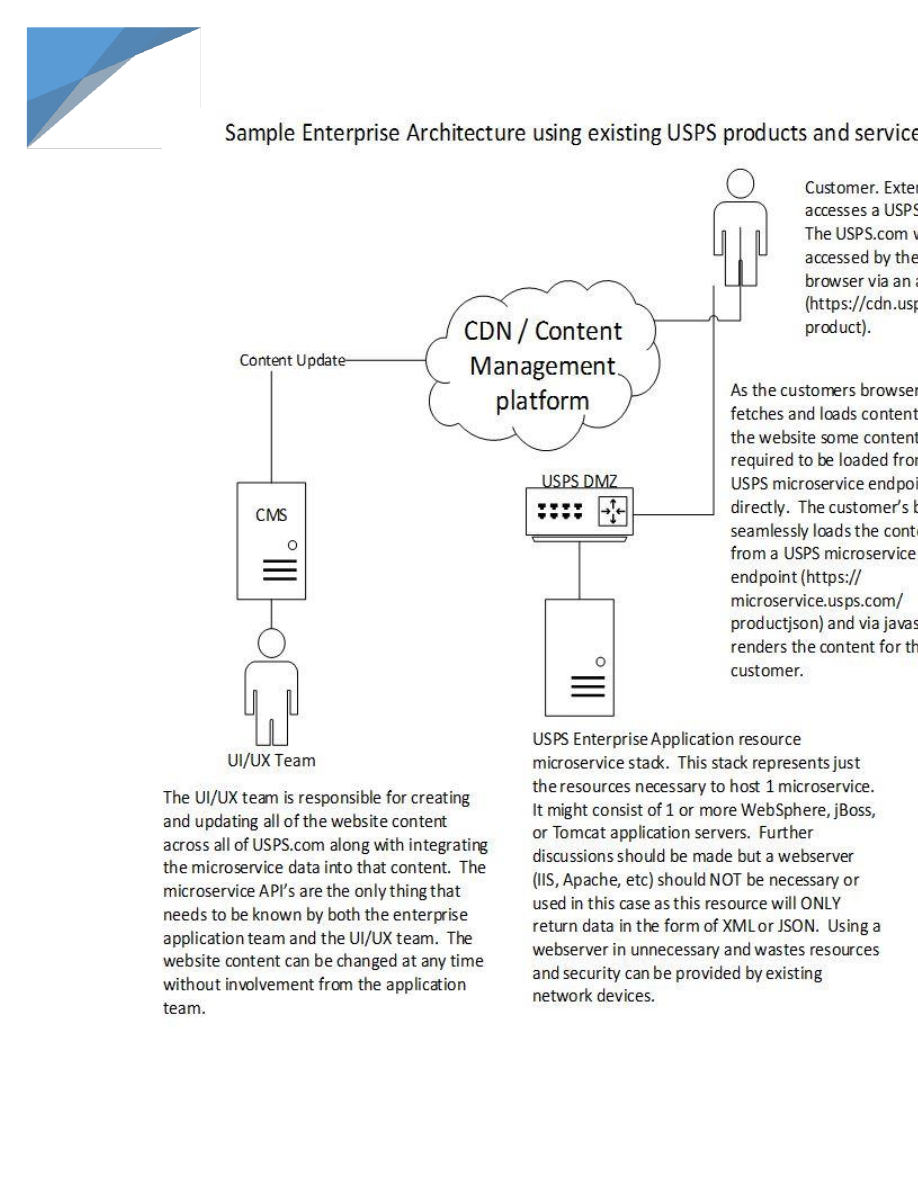 Sample Enterprise Architecture using existing USPS products and service
Customer. Exter
accesses a USPS
The USPS.com w
accessed by the
browser via an a
(https://cdn.usp
product).
CDN / Content
Management
platform
Content Update
As the customers browser
fetches and loads content
the website some content
required to be loaded fro
USPS microservice endpoi
directly. The customer's b
seamlessly loads the conte
from a USPS microservice
endpoint (https://
microservice.usps.com/
productjson) and via javas
renders the content for th
customer.
USPS DMZ
CMS
UI/UX Team
The UI/UX team is responsible for creating
and updating all of the website content
across all of USPS.com along with integrating
the microservice data into that content. The
microservice API's are the only thing that
needs to be known by both the enterprise
application team and the UI/UX team. The
website content can be changed at any time
without involvement from the application
team.
USPS Enterprise Application resource
microservice stack. This stack represents just
the resources necessary to host 1 microservice.
It might consist of 1 or more WebSphere, jBoss,
or Tomcat application servers. Further
discussions should be made but a webserver
(IIS, Apache, etc) should NOT be necessary or
used in this case as this resource will ONLY
return data in the form of XML or JSON. Using a
webserver in unnecessary and wastes resources
and security can be provided by existing
network devices.